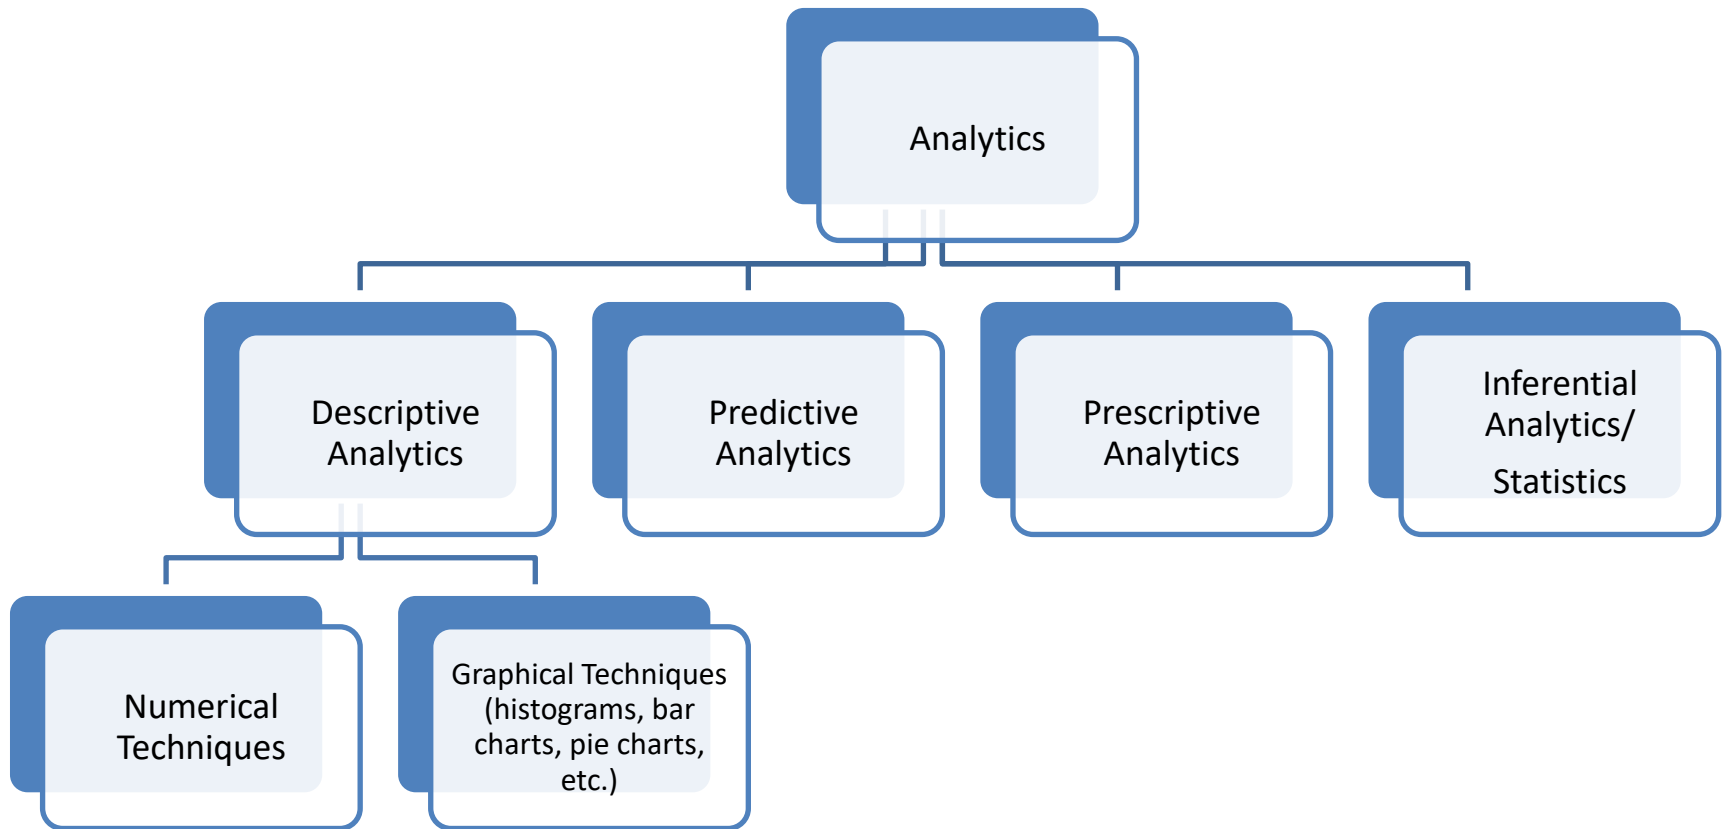 Analytics
Descriptive
Analytics
Predictive
Analytics
Prescriptive
Analytics
Inferential
Analytics/
Statistics
Numerical
Techniques
Graphical Techniques
(histograms, bar
charts, pie charts,
etc.)